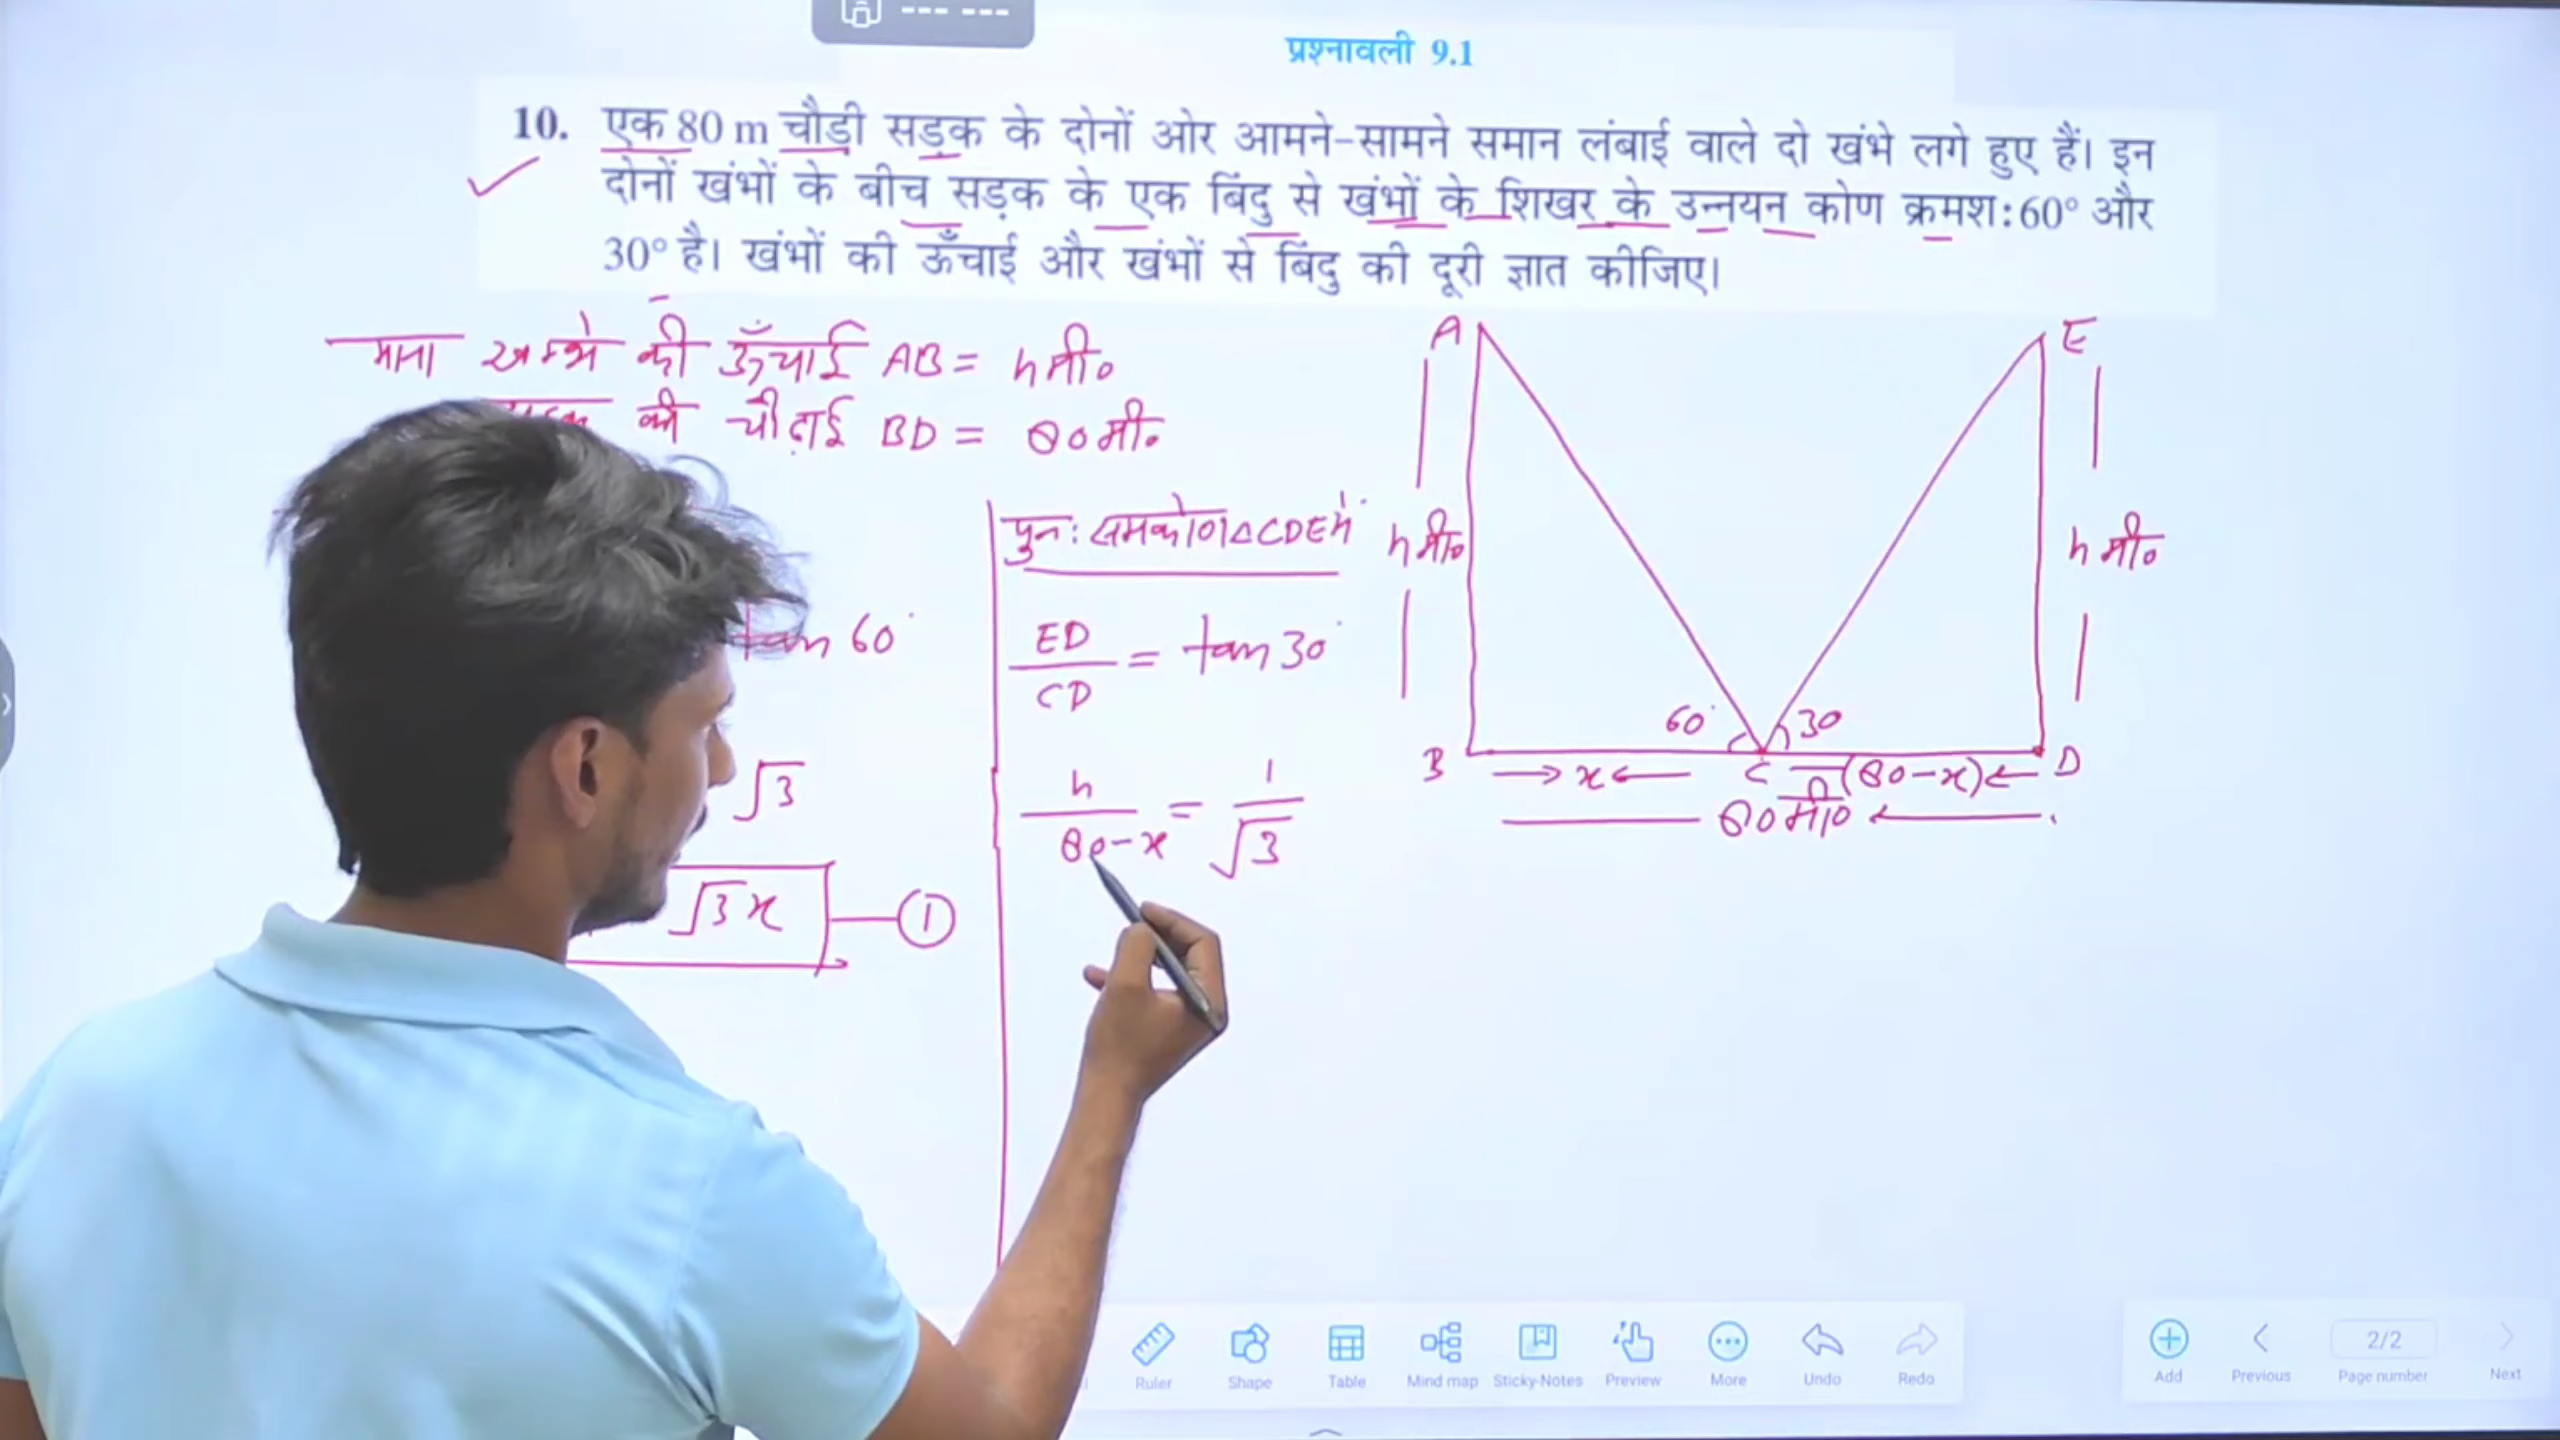 प्रश्नावली 9.1
10. एक 80 m चौड़ी सड़क के दोनों ओर आमने-सामने समान लंबाई वाले दो खंभे लगे हुए हैं। इन
दोनों खंभों के बीच सड़क के एक बिंदु से खंभों के शिखर के उन्नयन कोण क्रमश: 60° और
30° है। खंभों की ऊँचाई और खंभों से बिंदु की दूरी ज्ञात कीजिए।
माना खम्भे की ऊँचाई AB = h मी०
की चौड़ाई BD = 80 मी०
tan 60°
√3
√3 x
1
पुनः समकोण △CDE में
ED/CD = tan 30°
h/80-x = 1/√3
A
E
h मी०
h मी०
60°
30
B
x
C
(80-x)
D
80 मी०
Ruler
Shape
Table
Mind map
Sticky-Notes
Preview
More
Undo
Redo
Add
Previous
2/2
Page number
Next